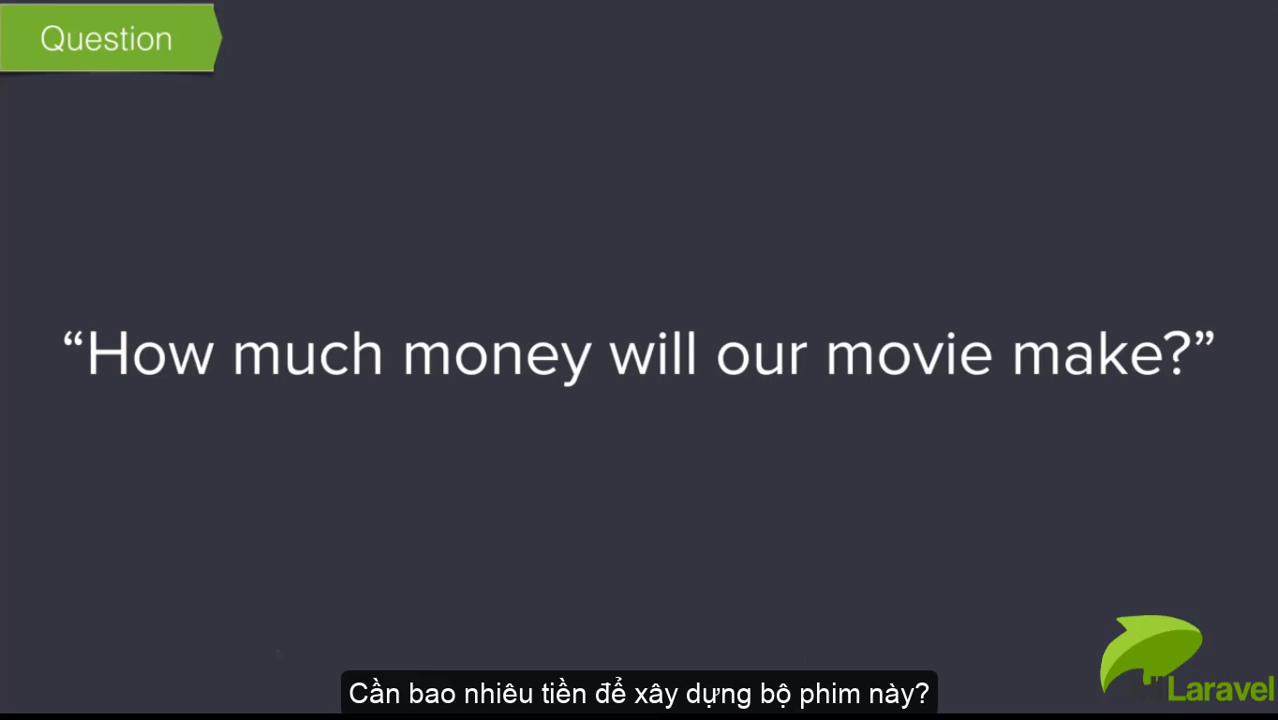 Question
“How much money will our movie make?”
Cần bao nhiêu tiền để xây dựng bộ phim này?
Laravel